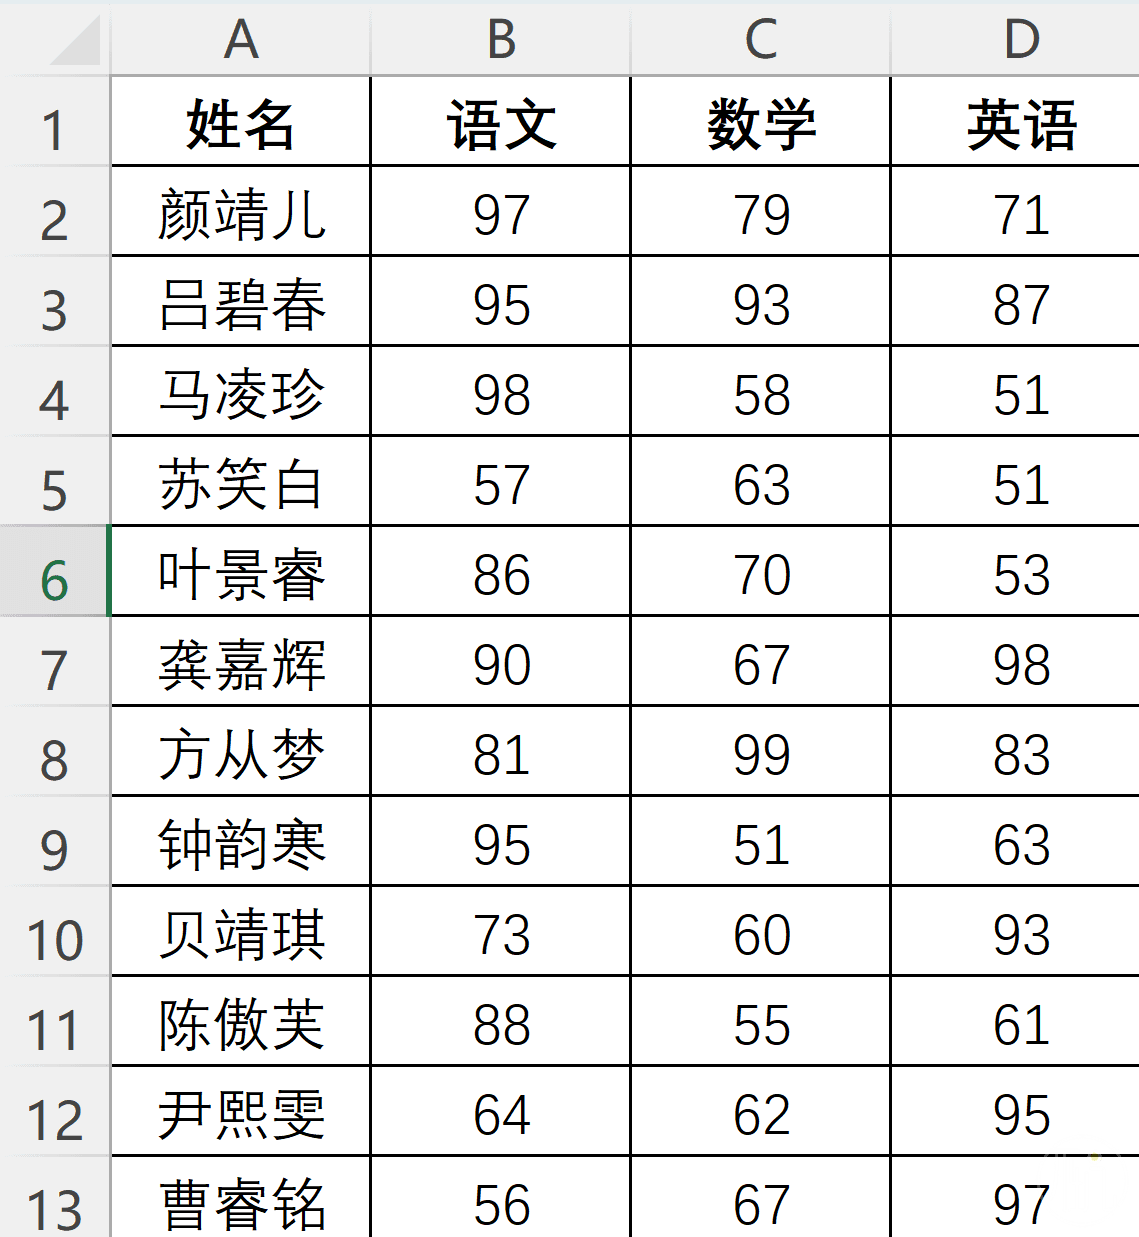 A B C D
1 姓名 语文 数学 英语
2 颜靖儿 97 79 71
3 吕碧春 95 93 87
4 马凌珍 98 58 51
5 苏笑白 57 63 51
6 叶景睿 86 70 53
7 龚嘉辉 90 67 98
8 方从梦 81 99 83
9 钟韵寒 95 51 63
10 贝靖琪 73 60 93
11 陈傲芙 88 55 61
12 尹熙雯 64 62 95
13 曹睿铭 56 67 97